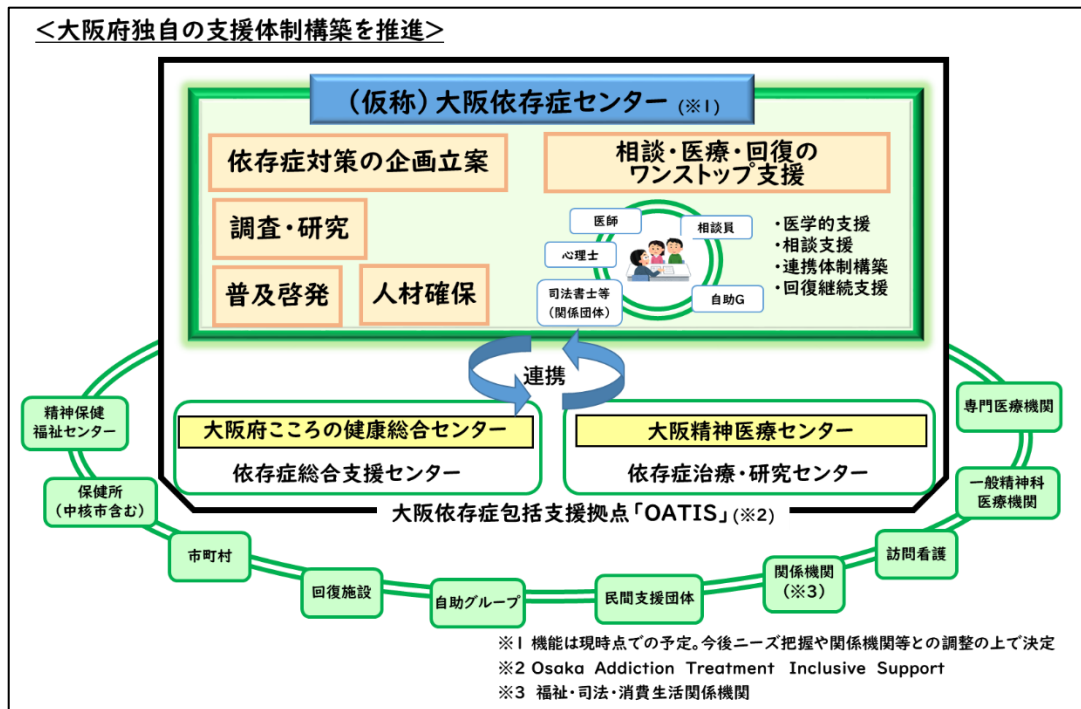 <大阪府独自の支援体制構築を推進>
(仮称)大阪依存症センター(※1)
依存症対策の企画立案
調査・研究
普及啓発
人材確保
相談・医療・回復の
ワンストップ支援
医師
相談員
心理士
司法書士等
(関係団体)
自助G
・医学的支援
・相談支援
・連携体制構築
・回復継続支援
連携
大阪府こころの健康総合センター
依存症総合支援センター
大阪精神医療センター
依存症治療・研究センター
大阪依存症包括支援拠点「OATIS」(※2)
精神保健
福祉センター
保健所
(中核市含む)
市町村
回復施設
自助グループ
民間支援団体
関係機関
(※3)
訪問看護
一般精神科
医療機関
専門医療機関
※1 機能は現時点での予定。今後ニーズ把握や関係機関等との調整の上で決定
※2 Osaka Addiction Treatment Inclusive Support
※3 福祉・司法・消費生活関係機関